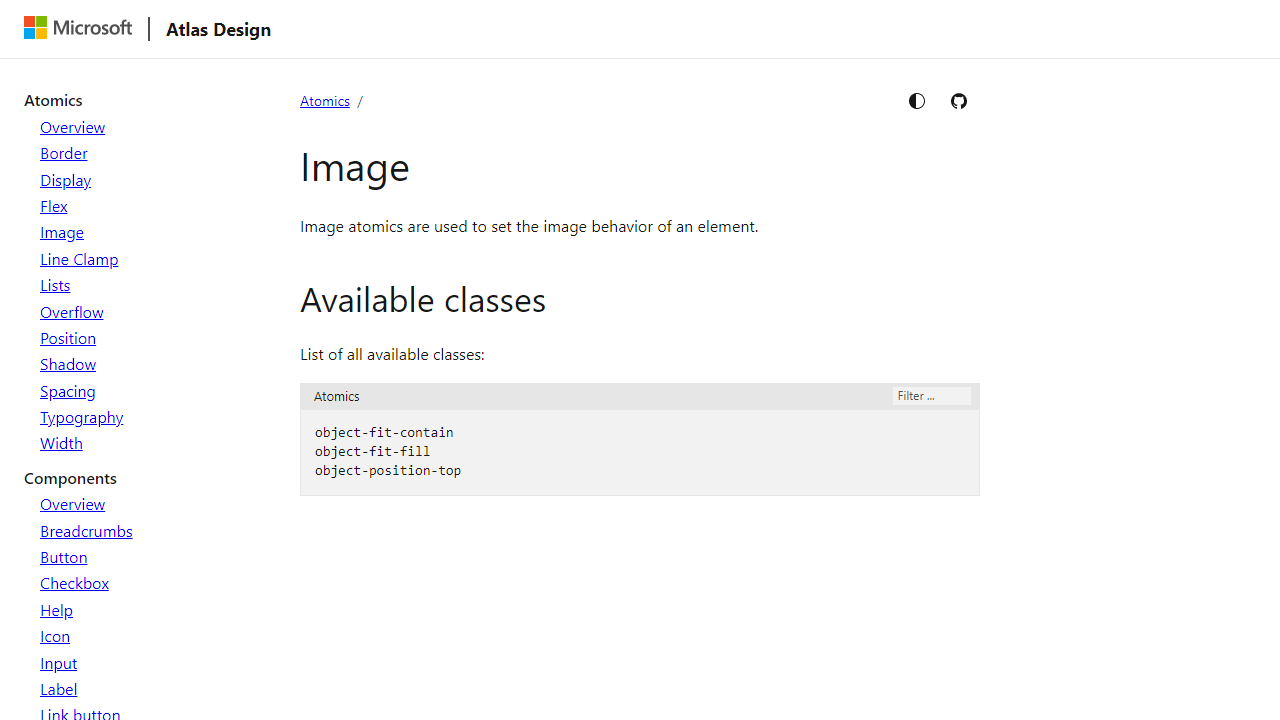 Microsoft | Atlas Design
Atomics
Overview
Border
Display
Flex
Image
Line Clamp
Lists
Overflow
Position
Shadow
Spacing
Typography
Width
Components
Overview
Breadcrumbs
Button
Checkbox
Help
Icon
Input
Label
Link button
Atomics /
Image
Image atomics are used to set the image behavior of an element.
Available classes
List of all available classes:
Atomics
Filter ...
object-fit-contain
object-fit-fill
object-position-top